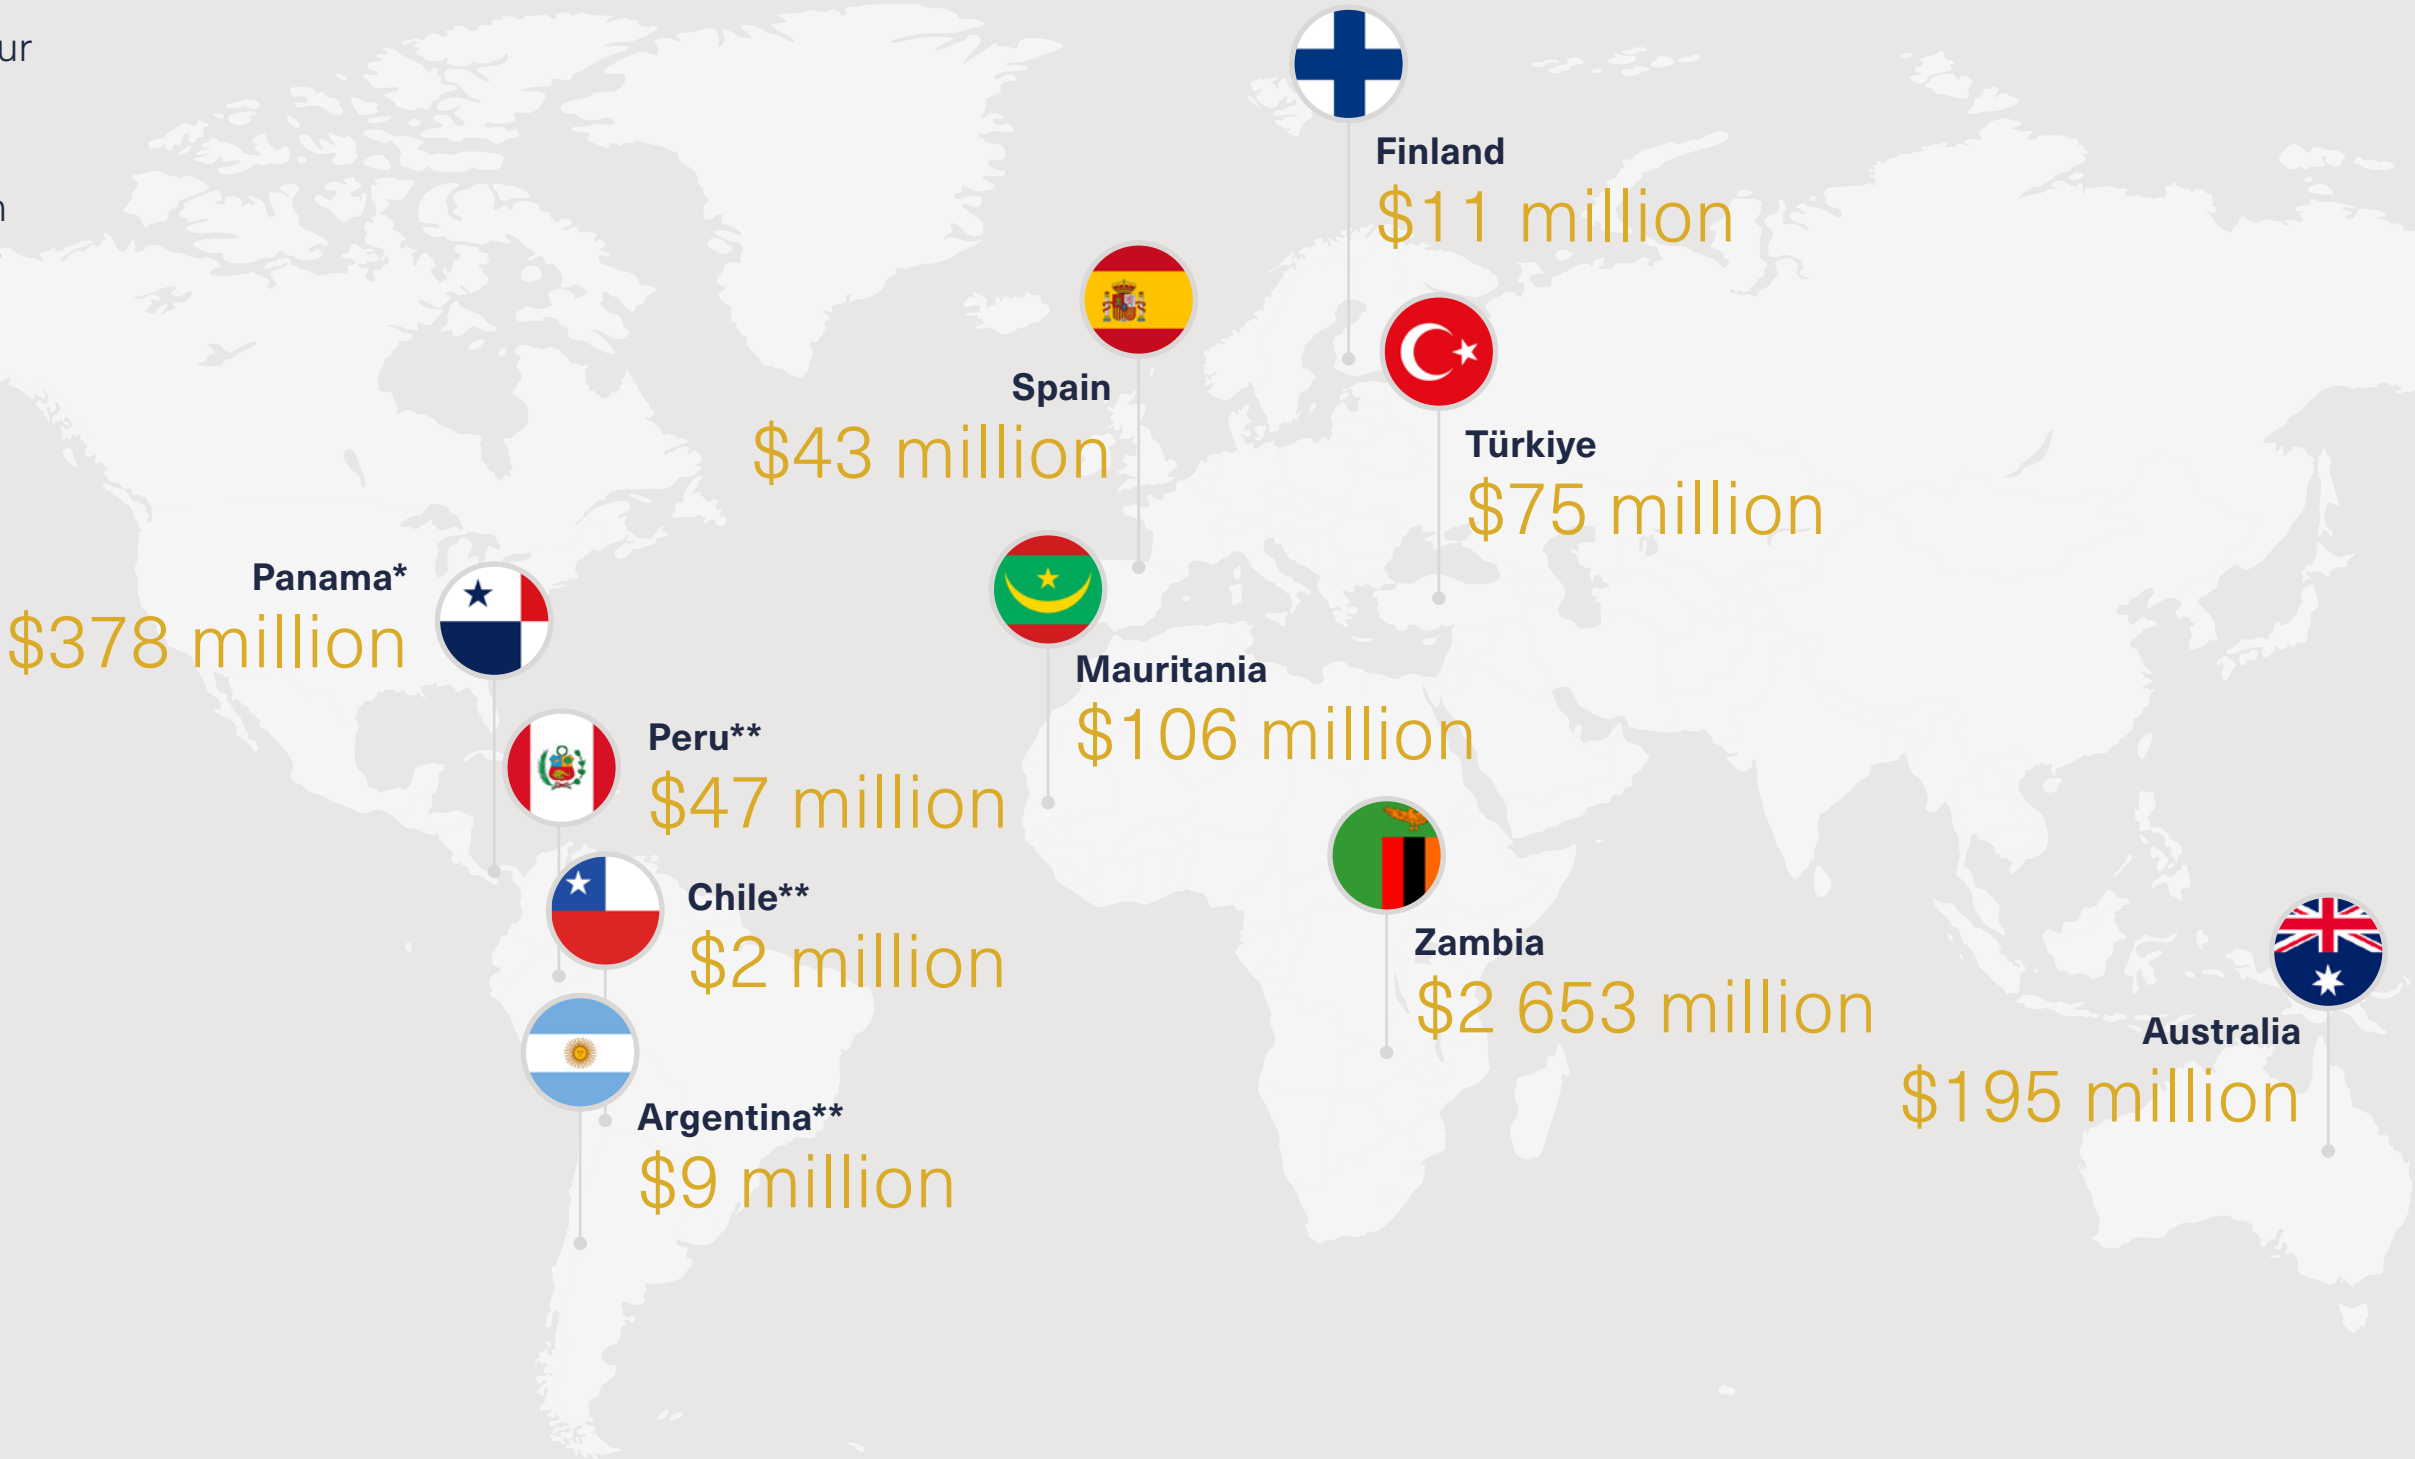 ur
n
Finland
$11 million
Spain
$43 million
Türkiye
$75 million
Panama*
$378 million
Mauritania
$106 million
Peru**
$47 million
Chile**
$2 million
Zambia
$2 653 million
Australia
$195 million
Argentina**
$9 million